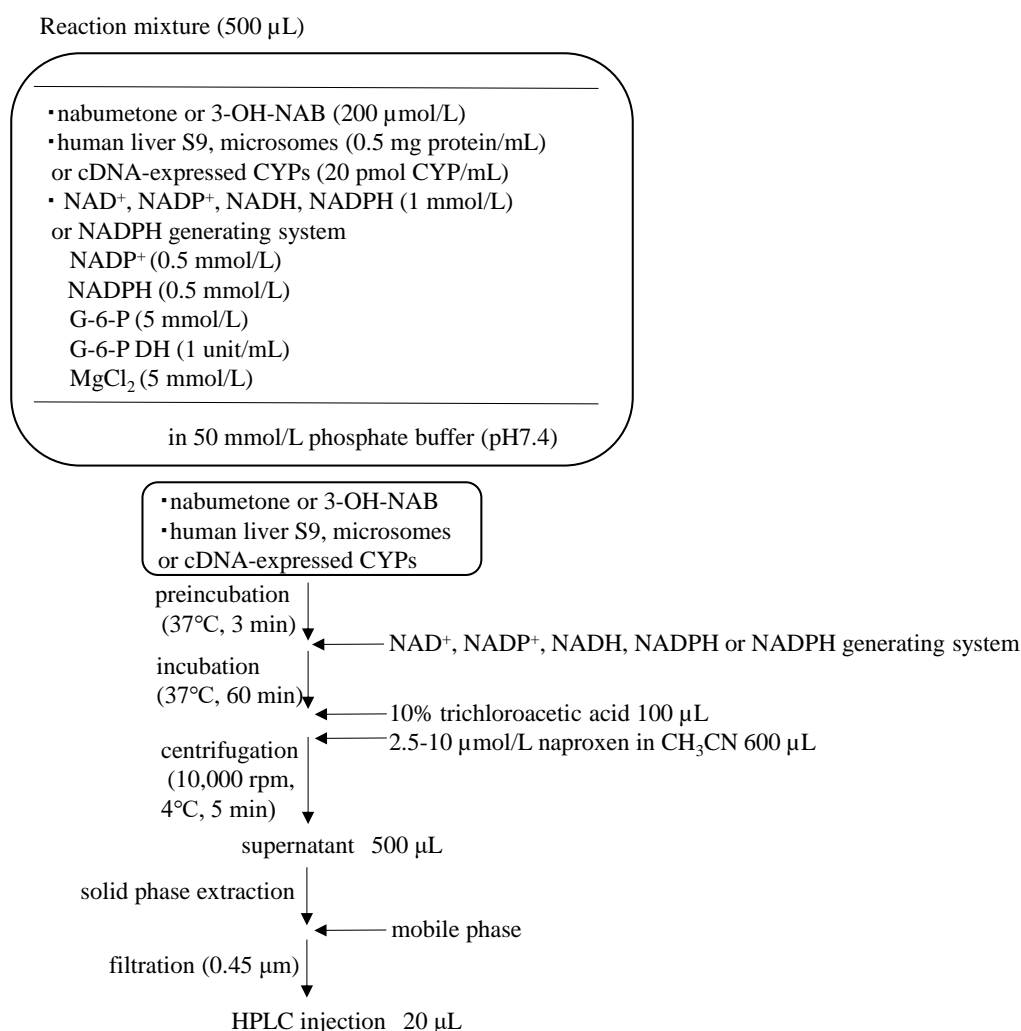 Reaction mixture (500 µL)
・nabumetone or 3-OH-NAB (200 µmol/L)
・human liver S9, microsomes (0.5 mg protein/mL)
or cDNA-expressed CYPs (20 pmol CYP/mL)
・NAD⁺, NADP⁺, NADH, NADPH (1 mmol/L)
or NADPH generating system
NADP⁺ (0.5 mmol/L)
NADPH (0.5 mmol/L)
G-6-P (5 mmol/L)
G-6-P DH (1 unit/mL)
MgCl₂ (5 mmol/L)
in 50 mmol/L phosphate buffer (pH7.4)
・nabumetone or 3-OH-NAB
・human liver S9, microsomes
or cDNA-expressed CYPs
preincubation
(37℃, 3 min)
NAD⁺, NADP⁺, NADH, NADPH or NADPH generating system
incubation
(37℃, 60 min)
10% trichloroacetic acid 100 µL
2.5-10 µmol/L naproxen in CH₃CN 600 µL
centrifugation
(10,000 rpm,
4℃, 5 min)
supernatant 500 µL
solid phase extraction
mobile phase
filtration (0.45 µm)
HPLC injection 20 µL